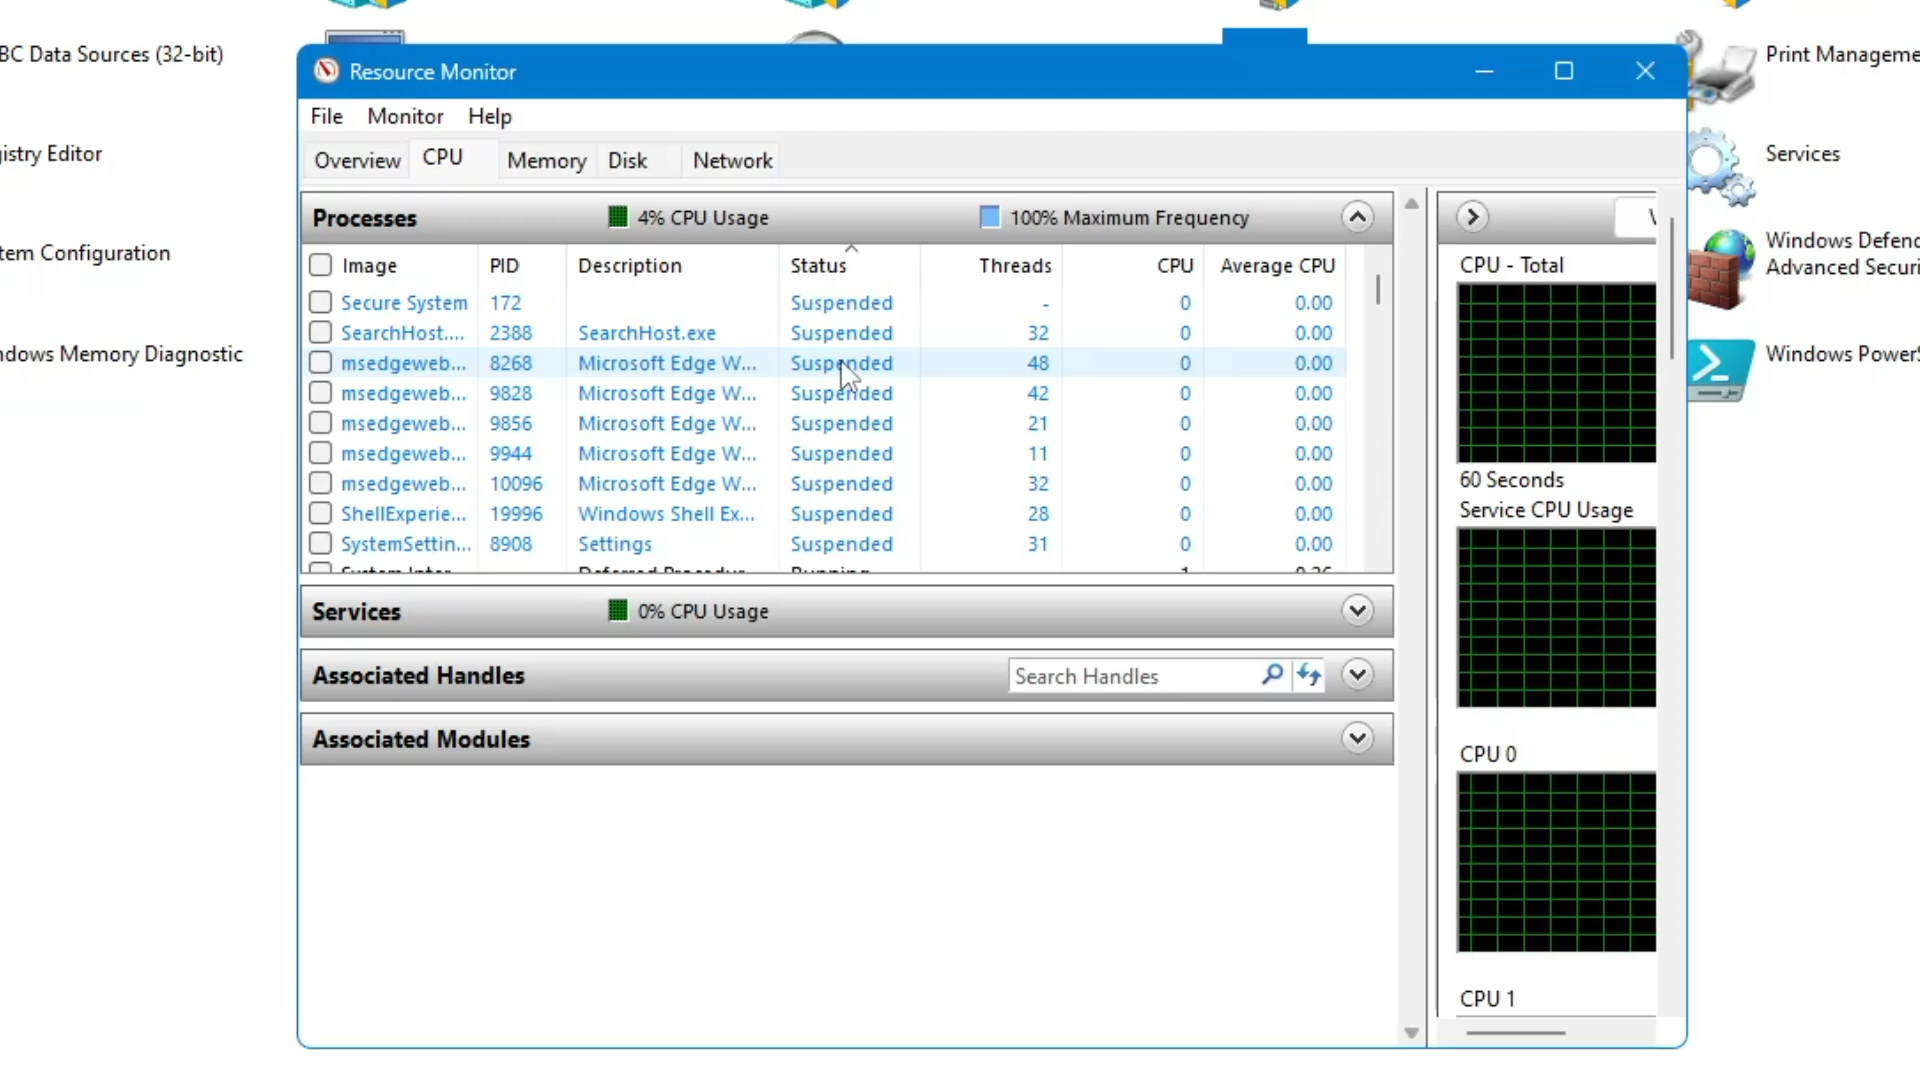 BC Data Sources (32-bit)
gistry Editor
tem Configuration
ndows Memory Diagnostic
Resource Monitor
File Monitor Help
Overview CPU Memory Disk Network
Processes 4% CPU Usage 100% Maximum Frequency
Image PID Description Status Threads CPU Average CPU
Secure System 172 Suspended - 0 0.00
SearchHost.... 2388 SearchHost.exe Suspended 32 0 0.00
msedgeweb... 8268 Microsoft Edge W... Suspended 48 0 0.00
msedgeweb... 9828 Microsoft Edge W... Suspended 42 0 0.00
msedgeweb... 9856 Microsoft Edge W... Suspended 21 0 0.00
msedgeweb... 9944 Microsoft Edge W... Suspended 11 0 0.00
msedgeweb... 10096 Microsoft Edge W... Suspended 32 0 0.00
ShellExperie... 19996 Windows Shell Ex... Suspended 28 0 0.00
SystemSettin... 8908 Settings Suspended 31 0 0.00
Services 0% CPU Usage
Associated Handles Search Handles
Associated Modules
CPU - Total
60 Seconds
Service CPU Usage
CPU 0
CPU 1
Print Manageme
Services
Windows Defenc
Advanced Securi
Windows PowerS